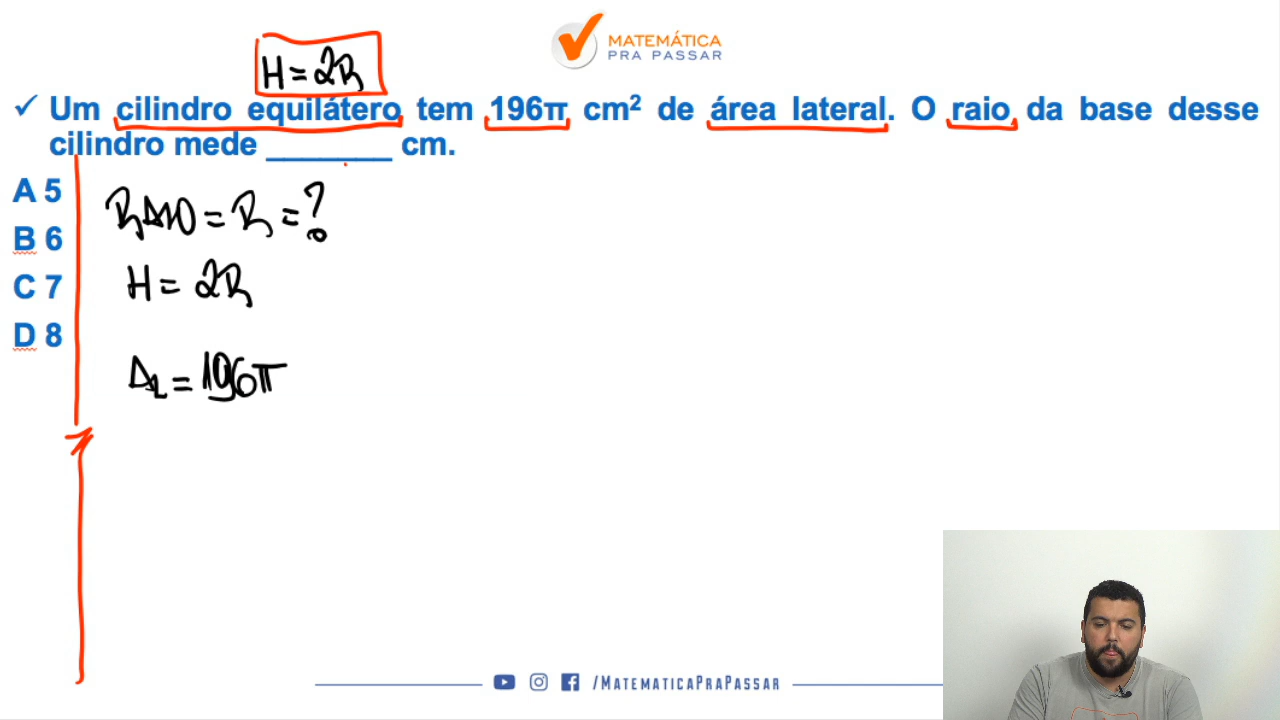 MATEMÁTICA
PRA PASSAR
H = 2R
✓ Um cilindro equilátero tem 196π cm² de área lateral. O raio da base desse
cilindro mede _______ cm.
A 5
B 6
C 7
D 8
RAIO = R = ?
H = 2R
AL = 196π
/MATEMATICAPRAPASSAR